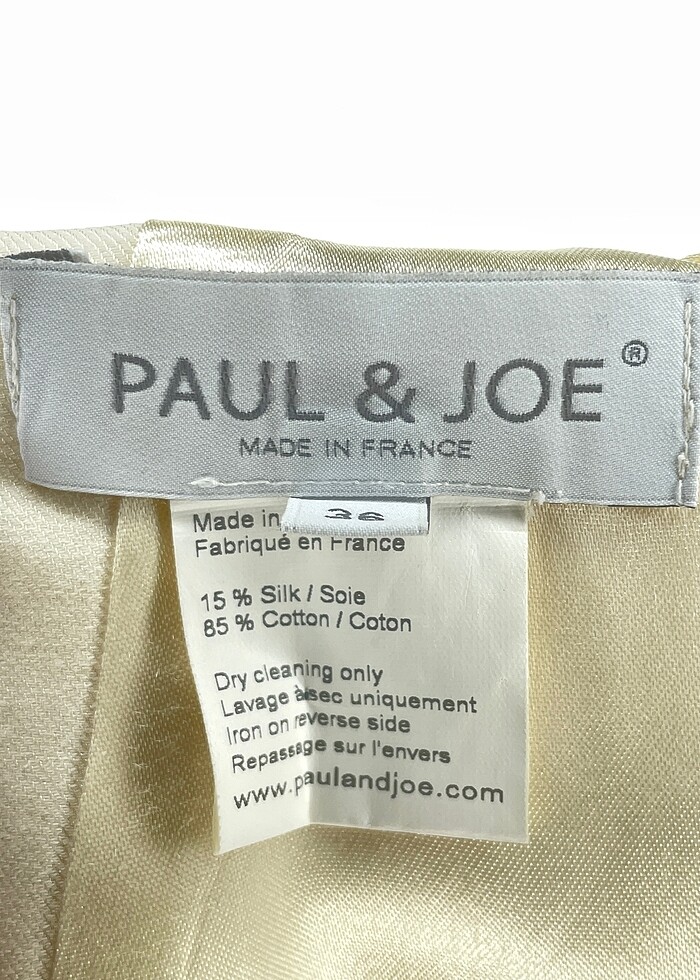 PAUL & JOE®
MADE IN FRANCE
36
Made in
Fabriqué en France
15 % Silk / Soie
85 % Cotton / Coton
Dry cleaning only
Lavage à sec uniquement
Iron on reverse side
Repassage sur l'envers
www.paulandjoe.com